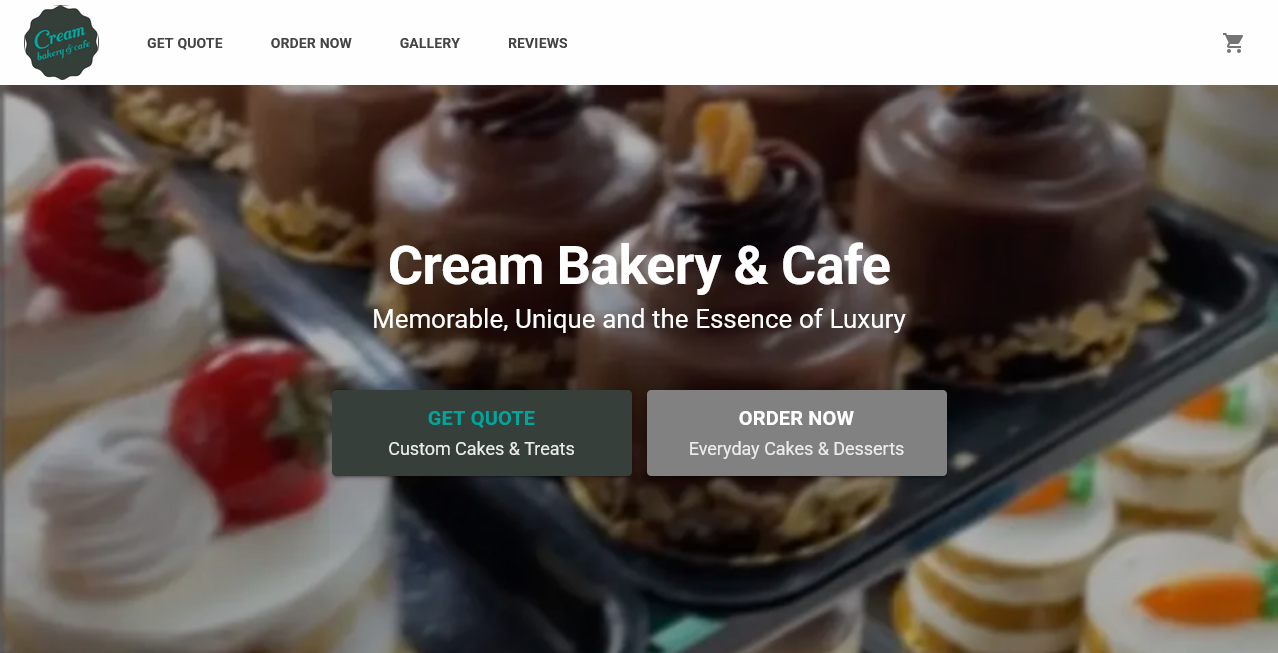 Cream
bakery & cafe
GET QUOTE
ORDER NOW
GALLERY
REVIEWS
Cream Bakery & Cafe
Memorable, Unique and the Essence of Luxury
GET QUOTE
Custom Cakes & Treats
ORDER NOW
Everyday Cakes & Desserts